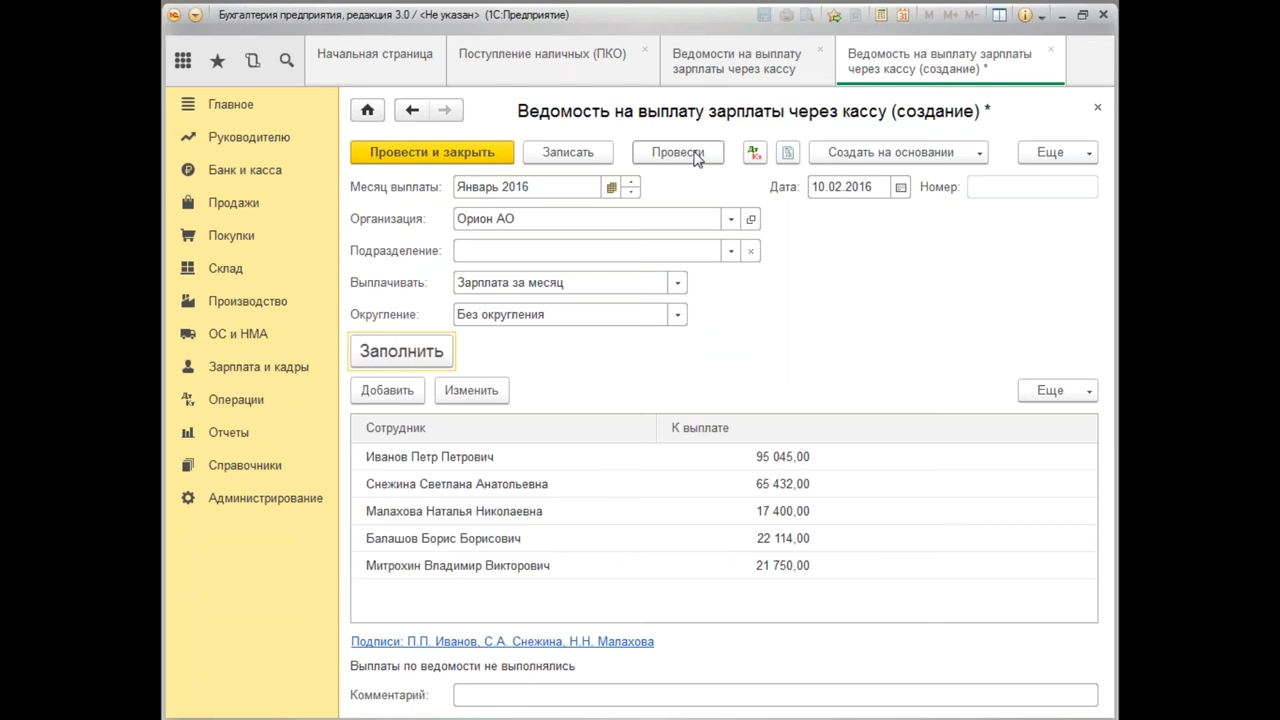 Бухгалтерия предприятия, редакция 3.0 / <Не указан> (1С:Предприятие)
M M+ M-
Начальная страница
Поступление наличных (ПКО)
Ведомости на выплату
зарплаты через кассу
Ведомость на выплату зарплаты
через кассу (создание) *
Главное
Руководителю
Банк и касса
Продажи
Покупки
Склад
Производство
ОС и НМА
Зарплата и кадры
Операции
Отчеты
Справочники
Администрирование
Ведомость на выплату зарплаты через кассу (создание) *
Провести и закрыть Записать Провести Дт Кт Создать на основании Еще
Месяц выплаты: Январь 2016 Дата: 10.02.2016 Номер:
Организация: Орион АО
Подразделение:
Выплачивать: Зарплата за месяц
Округление: Без округления
Заполнить
Добавить Изменить Еще
Сотрудник К выплате
Иванов Петр Петрович 95 045,00
Снежина Светлана Анатольевна 65 432,00
Малахова Наталья Николаевна 17 400,00
Балашов Борис Борисович 22 114,00
Митрохин Владимир Викторович 21 750,00
Подписи: П.П. Иванов, С.А. Снежина, Н.Н. Малахова
Выплаты по ведомости не выполнялись
Комментарий: